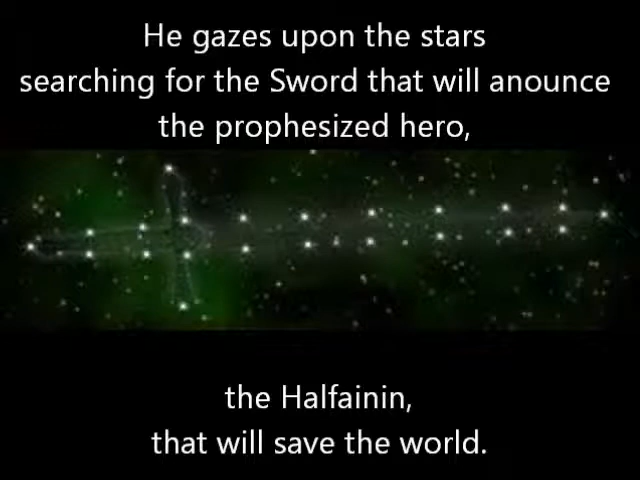 He gazes upon the stars
searching for the Sword that will anounce
the prophesized hero,
the Halfainin,
that will save the world.